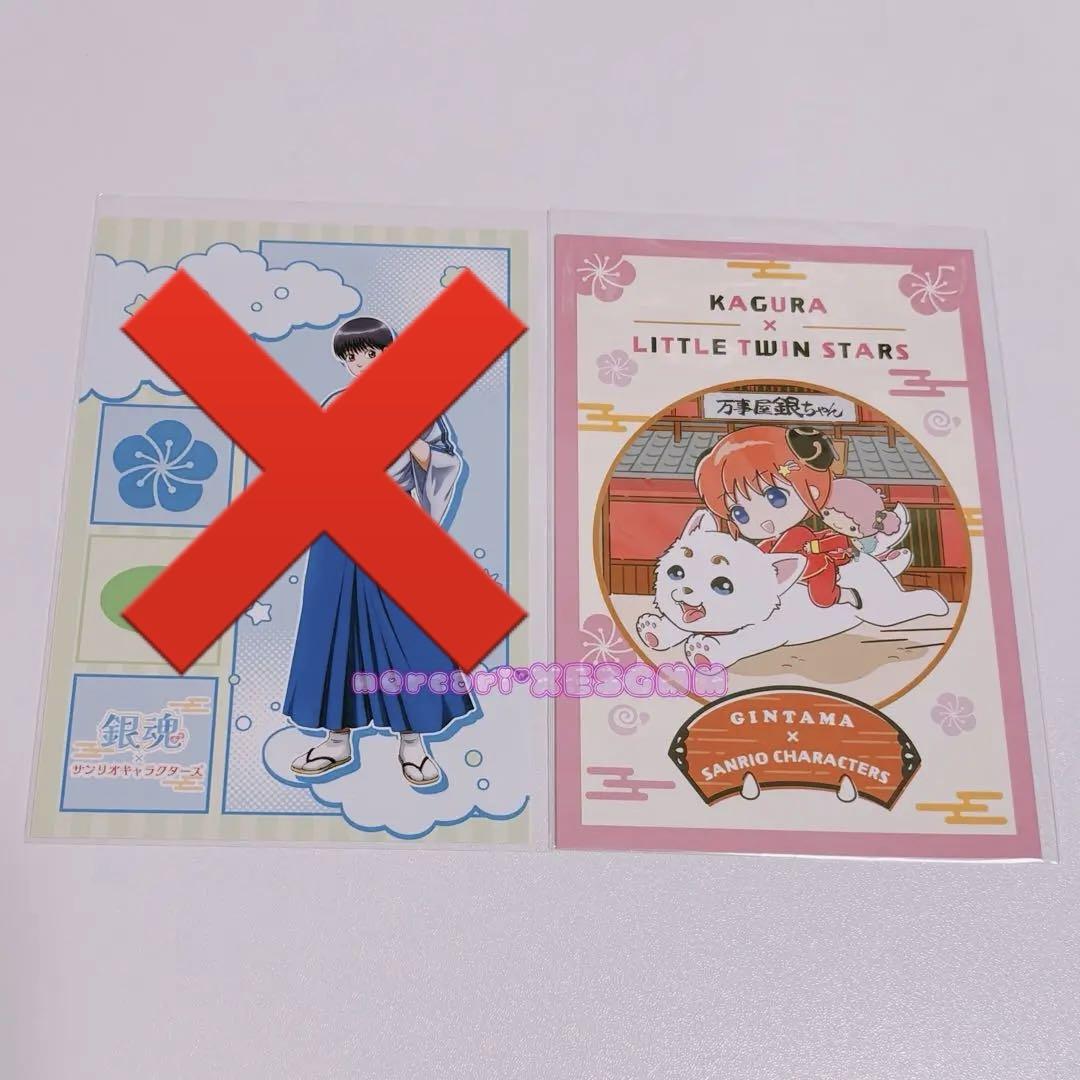 銀魂
×
サンリオキャラクターズ
KAGURA
×
LITTLE TWIN STARS
万事屋銀ちゃん
GINTAMA
×
SANRIO CHARACTERS
mercari•XESGMM